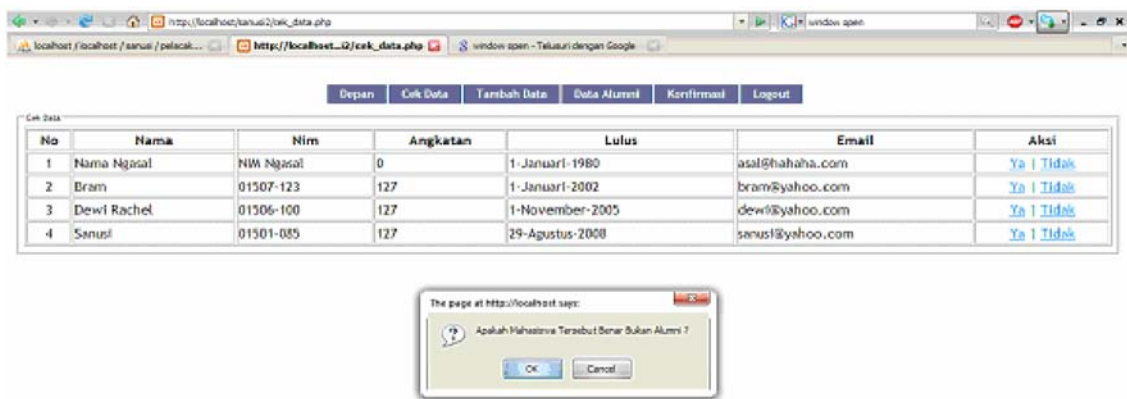 http://localhost/sanusi2/cek_data.php window open
localhost / localhost / sanusi / pelacak... http://localhost...i2/cek_data.php window open - Telusuri dengan Google
Depan Cek Data Tambah Data Data Alumni Konfirmasi Logout
Cek Data
No Nama Nim Angkatan Lulus Email Aksi
1 Nama Ngasal NIM Ngasal 0 1-Januari-1980 asal@hahaha.com Ya | Tidak
2 Bram 01507-123 127 1-Januari-2002 bram@yahoo.com Ya | Tidak
3 Dewi Rachel 01506-100 127 1-November-2005 dewi@yahoo.com Ya | Tidak
4 Sanusi 01501-085 127 29-Agustus-2008 sanusi@yahoo.com Ya | Tidak
The page at http://localhost says:
Apakah Mahasiswa Tersebut Benar Bukan Alumni ?
OK Cancel